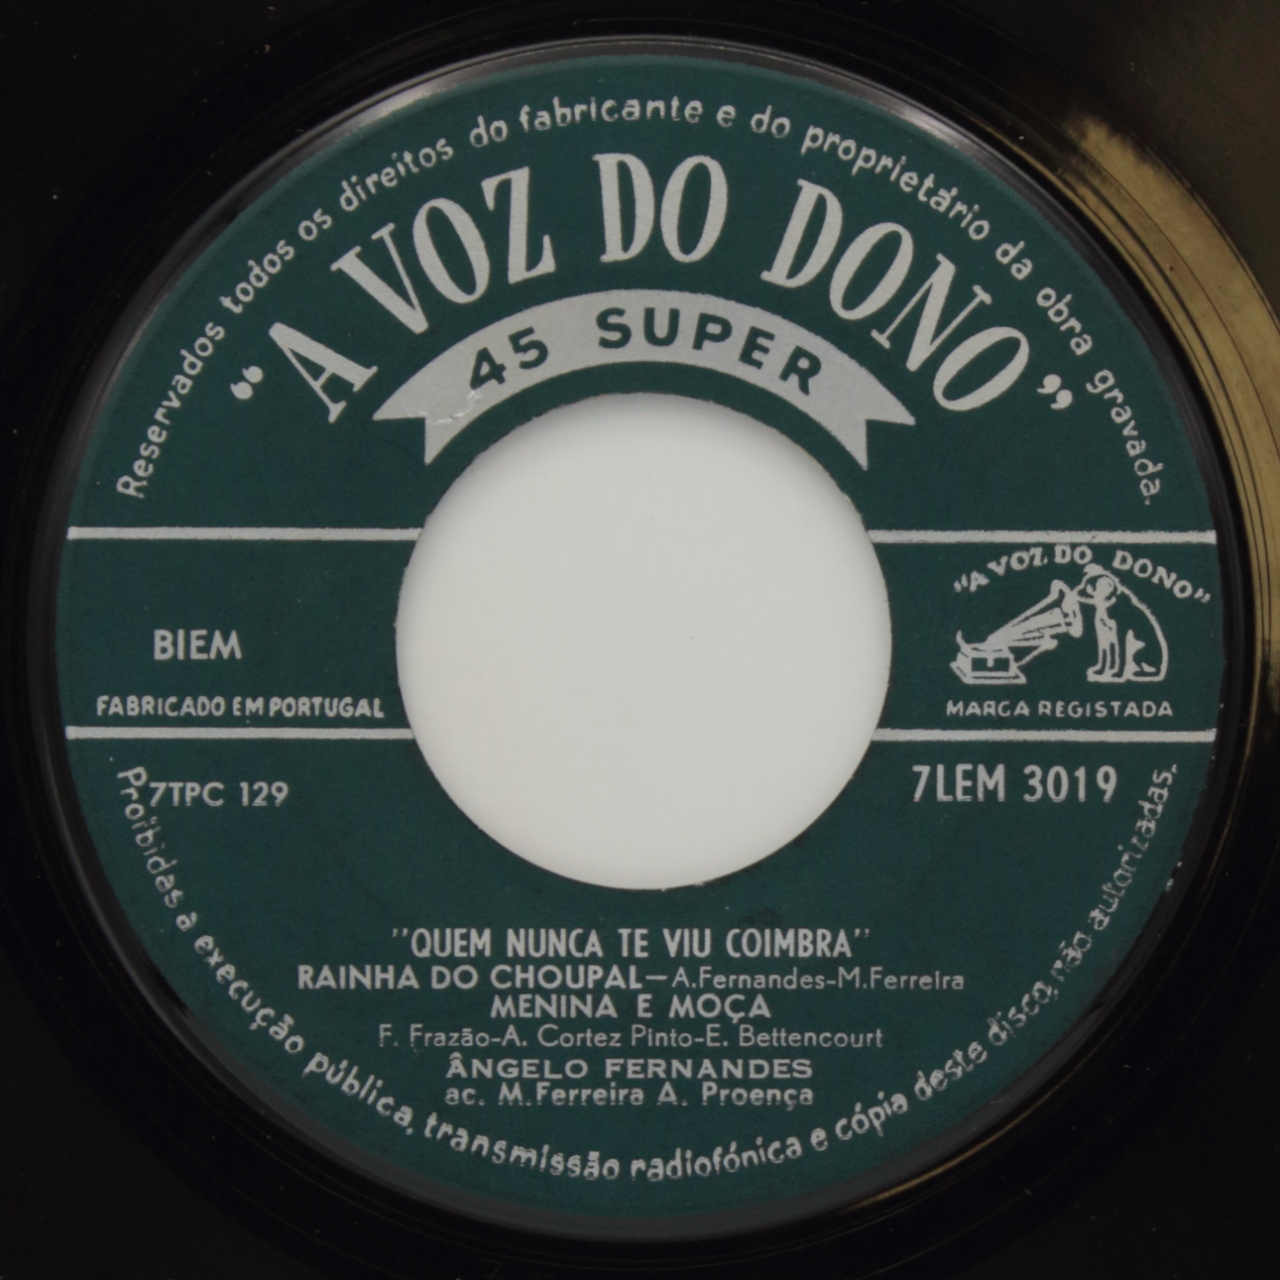 Reservados todos os direitos do fabricante e do proprietário da obra gravada.
"A VOZ DO DONO"
45 SUPER
"A VOZ DO DONO"
BIEM
FABRICADO EM PORTUGAL
MARCA REGISTADA
7TPC 129
7LEM 3019
"QUEM NUNCA TE VIU COIMBRA"
RAINHA DO CHOUPAL—A.Fernandes-M.Ferreira
MENINA E MOÇA
F. Frazão-A. Cortez Pinto-E. Bettencourt
ÂNGELO FERNANDES
ac. M.Ferreira A. Proença
Proíbidas a execução pública, transmissão radiofónica e cópia deste disco, não autorizadas.